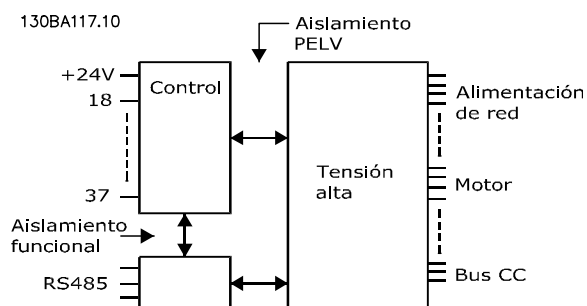 130BA117.10
Aislamiento
PELV
+24V
18
37
Control
Tensión
alta
Alimentación
de red
Motor
Bus CC
Aislamiento
funcional
RS485